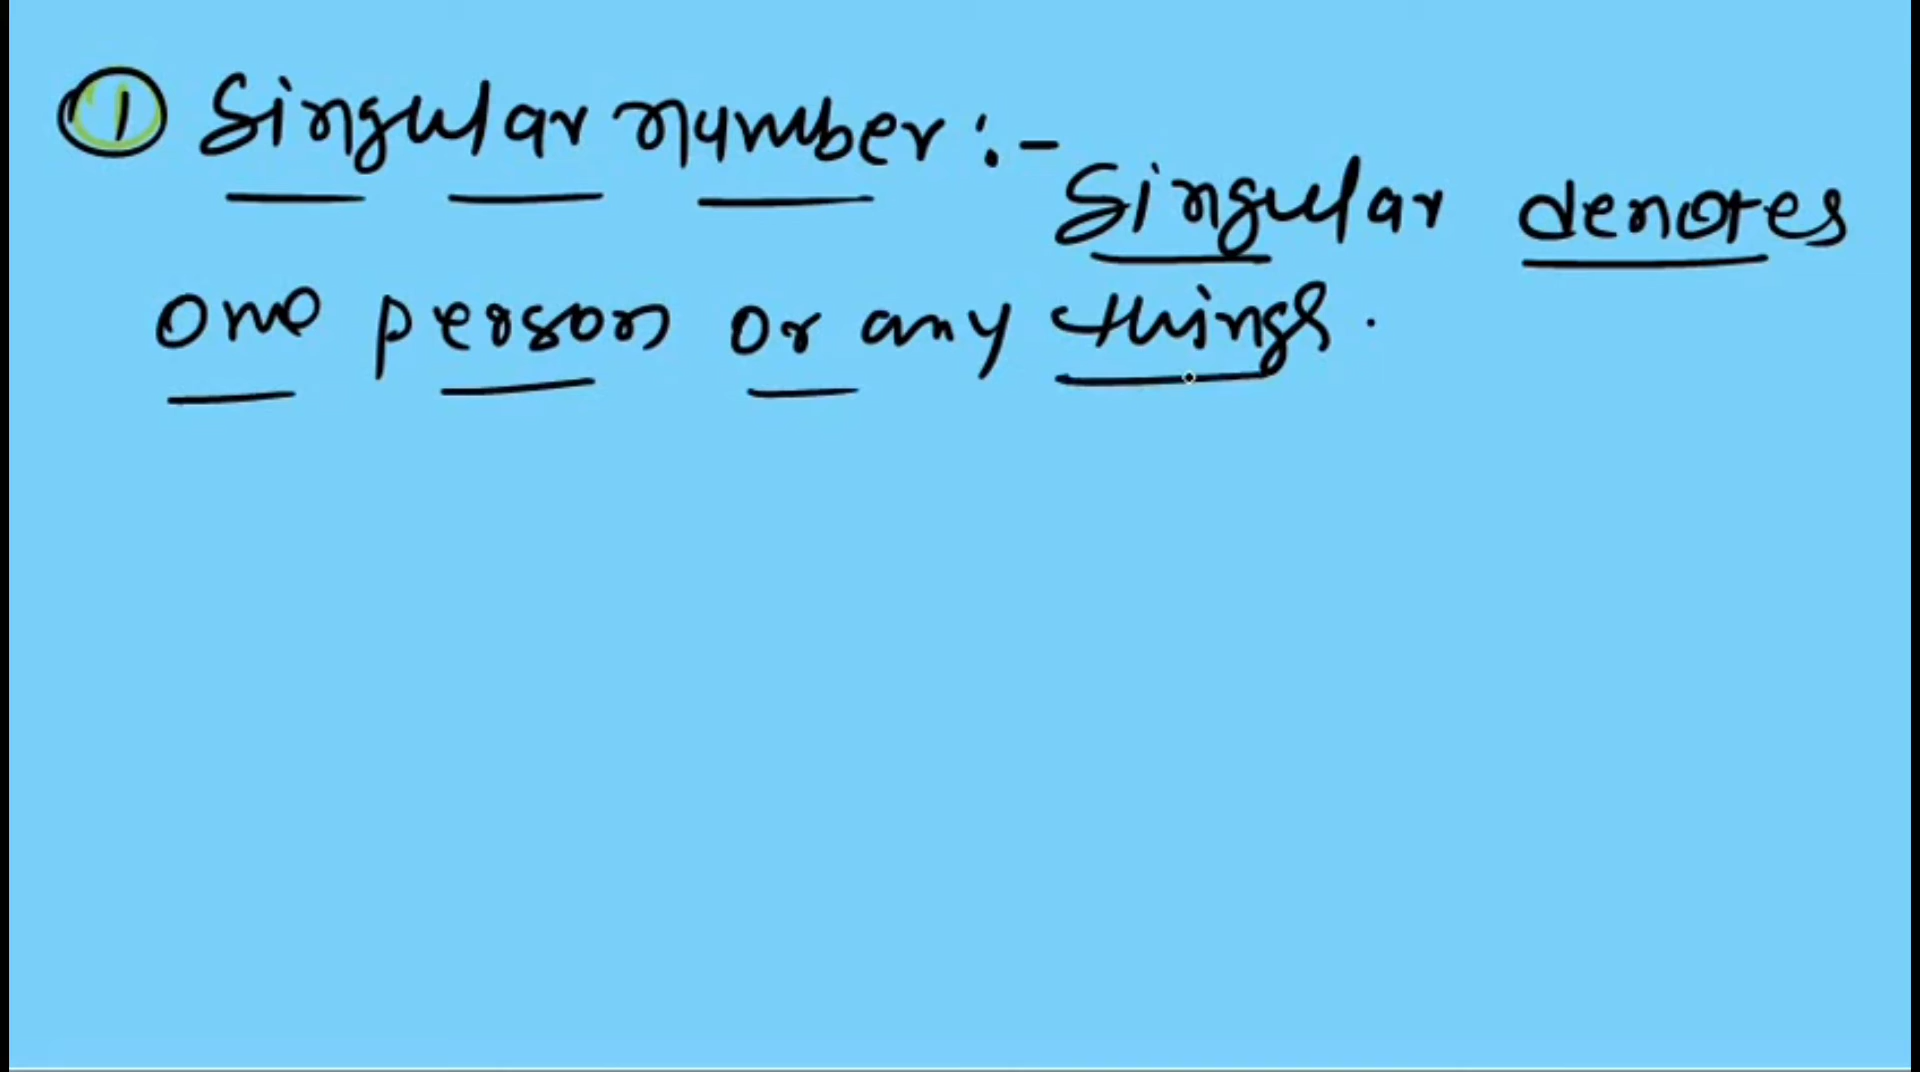 ① Singular number :- Singular denotes
one person or any things.